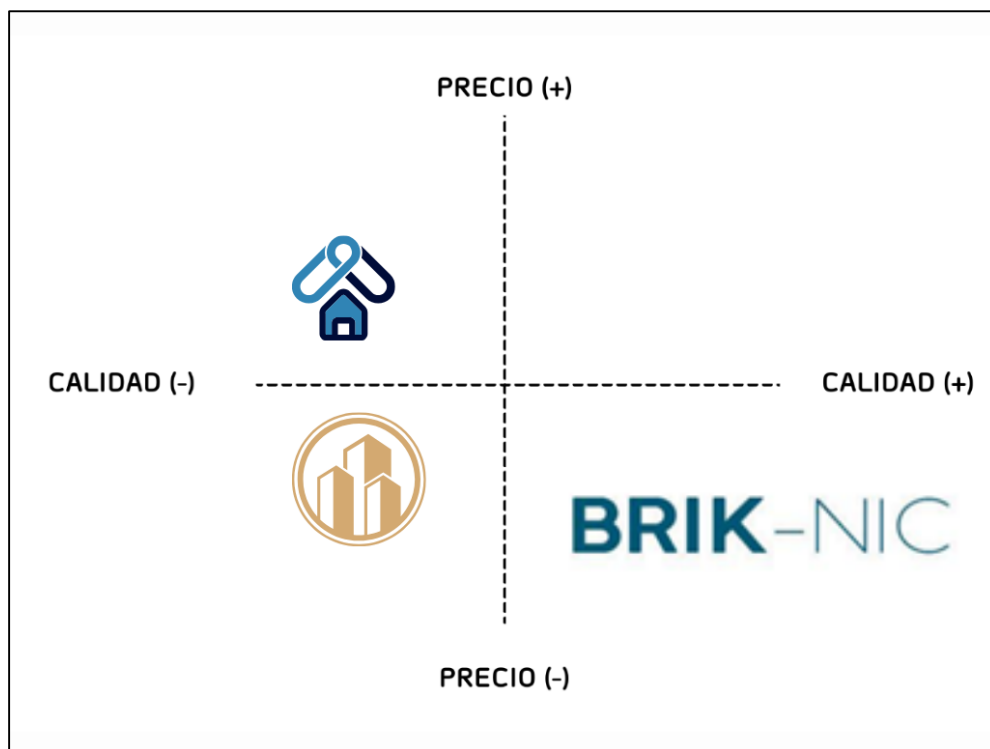 PRECIO (+)
CALIDAD (-)
CALIDAD (+)
BRIK-NIC
PRECIO (-)